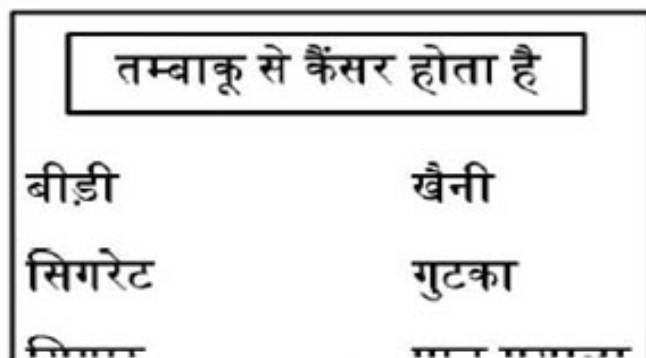 तम्बाकू से कैंसर होता है
बीड़ी खैनी
सिगरेट गुटका